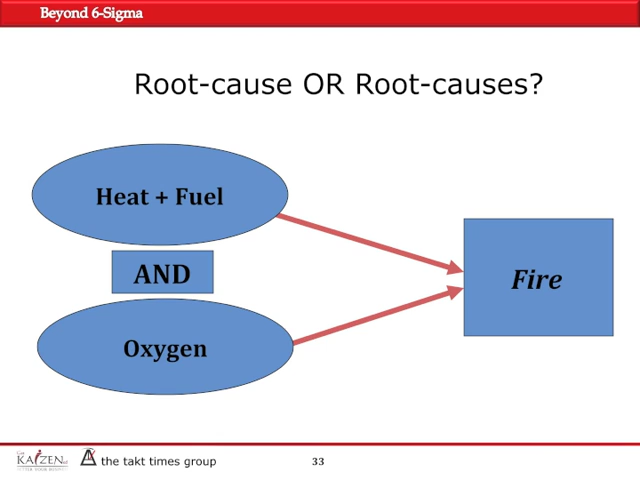 Beyond 6-Sigma
Root-cause OR Root-causes?
Heat + Fuel
AND
Oxygen
Fire
KAIZEN
the takt times group
33